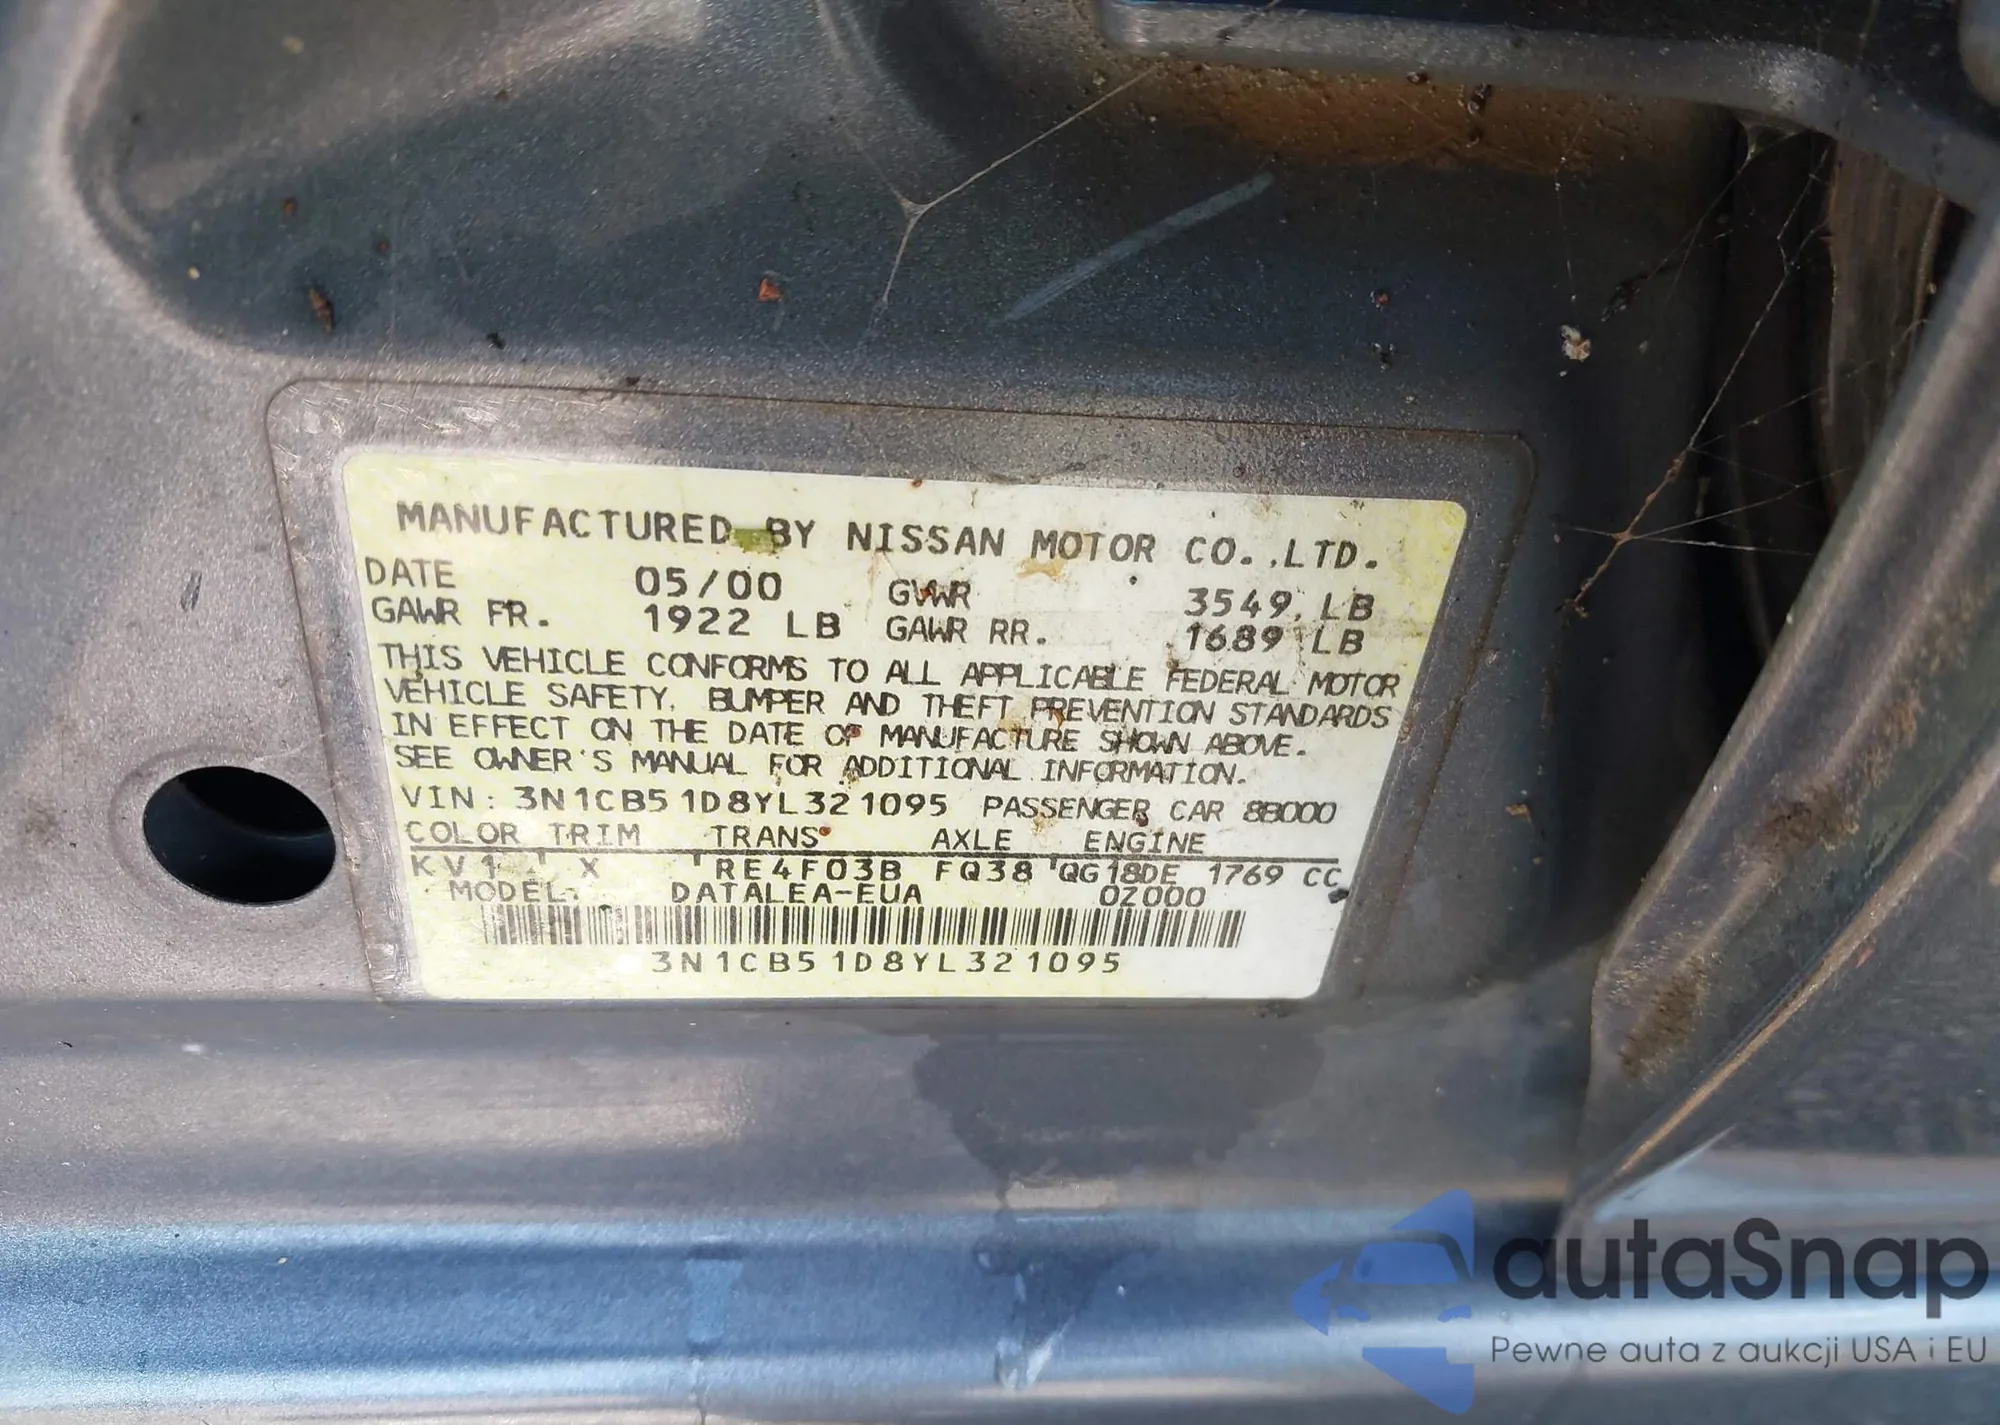 MANUFACTURED BY NISSAN MOTOR CO.,LTD.
DATE 05/00 GVWR 3549 LB
GAWR FR. 1922 LB GAWR RR. 1689 LB
THIS VEHICLE CONFORMS TO ALL APPLICABLE FEDERAL MOTOR
VEHICLE SAFETY, BUMPER AND THEFT PREVENTION STANDARDS
IN EFFECT ON THE DATE OF MANUFACTURE SHOWN ABOVE.
SEE OWNER'S MANUAL FOR ADDITIONAL INFORMATION.
VIN: 3N1CB51D8YL321095 PASSENGER CAR 8B000
COLOR TRIM TRANS AXLE ENGINE
KV1 X RE4F03B FQ38 QG18DE 1769 CC
MODEL: DATALEA-EUA 0Z000
3N1CB51D8YL321095
autaSnap
Pewne auta z aukcji USA i EU